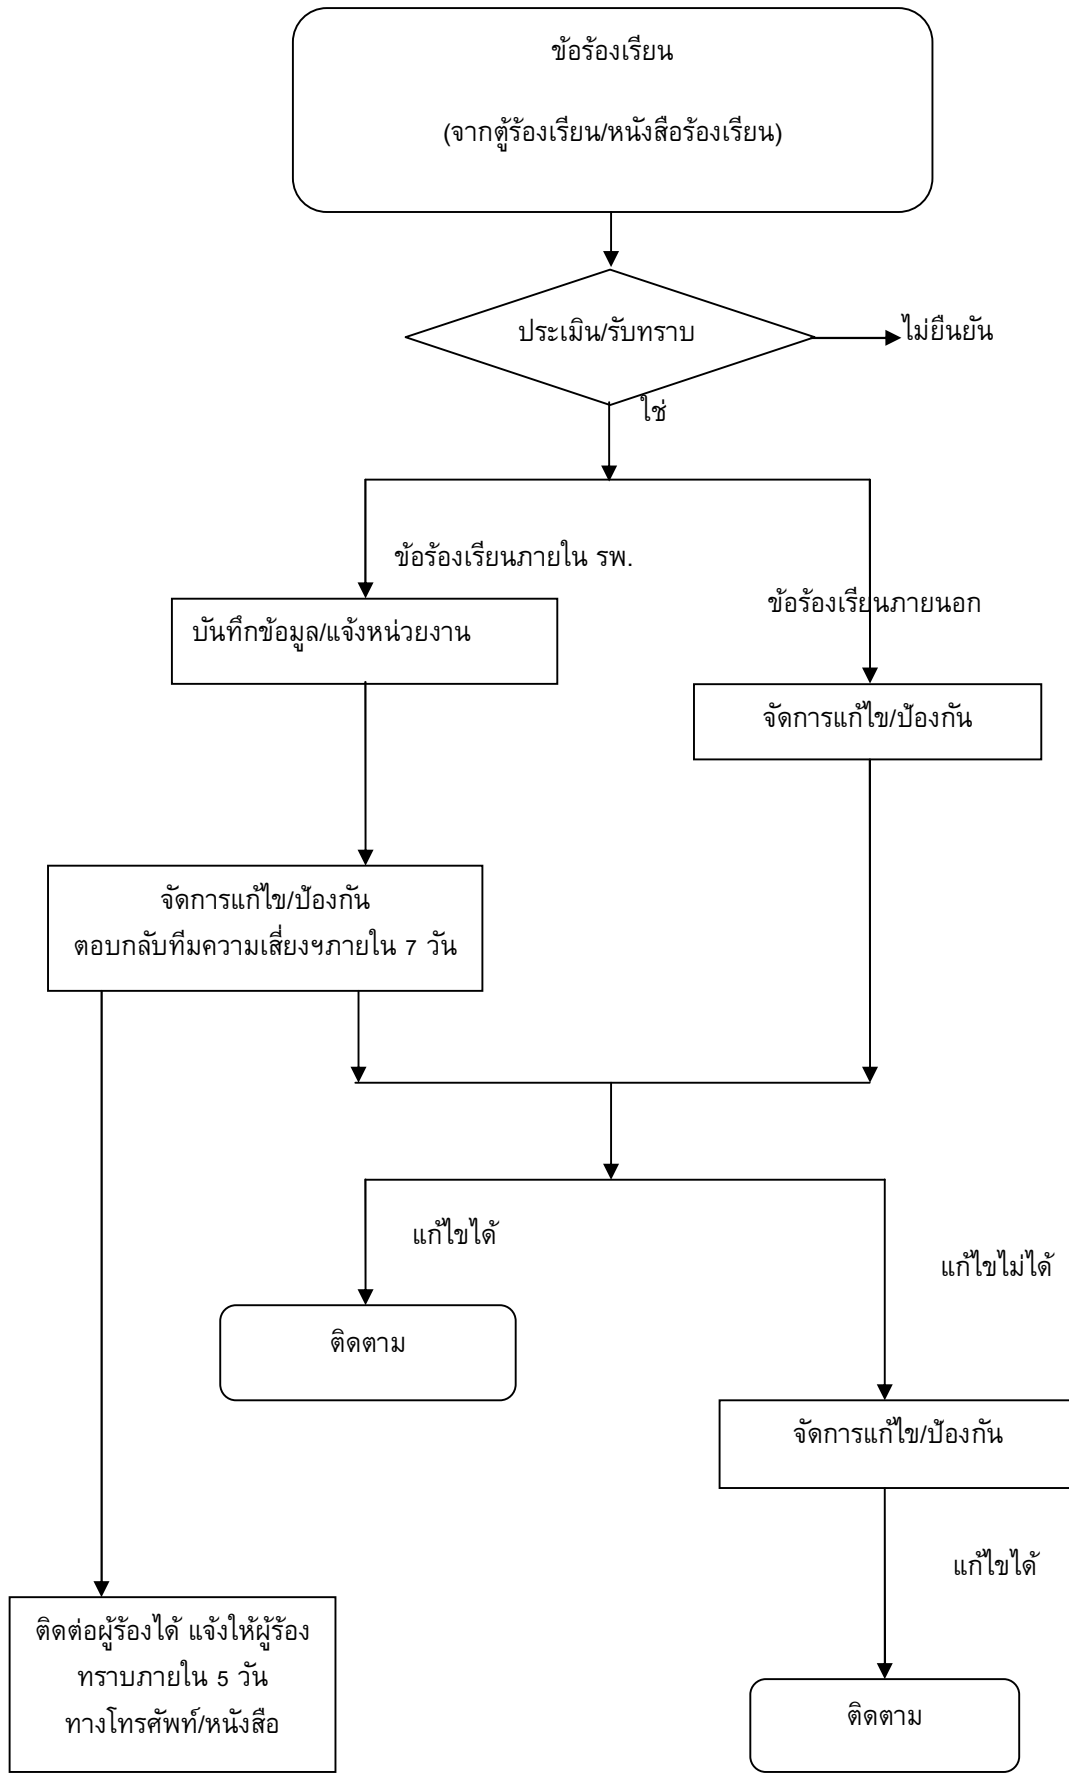 ข้อร้องเรียน
(จากตู้ร้องเรียน/หนังสือร้องเรียน)
ประเมิน/รับทราบ
ไม่ยืนยัน
ใช่
ข้อร้องเรียนภายใน รพ.
ข้อร้องเรียนภายนอก
บันทึกข้อมูล/แจ้งหน่วยงาน
จัดการแก้ไข/ป้องกัน
จัดการแก้ไข/ป้องกัน
ตอบกลับทีมความเสี่ยงฯภายใน 7 วัน
แก้ไขได้
แก้ไขไม่ได้
ติดตาม
จัดการแก้ไข/ป้องกัน
แก้ไขได้
ติดต่อผู้ร้องได้ แจ้งให้ผู้ร้อง
ทราบภายใน 5 วัน
ทางโทรศัพท์/หนังสือ
ติดตาม